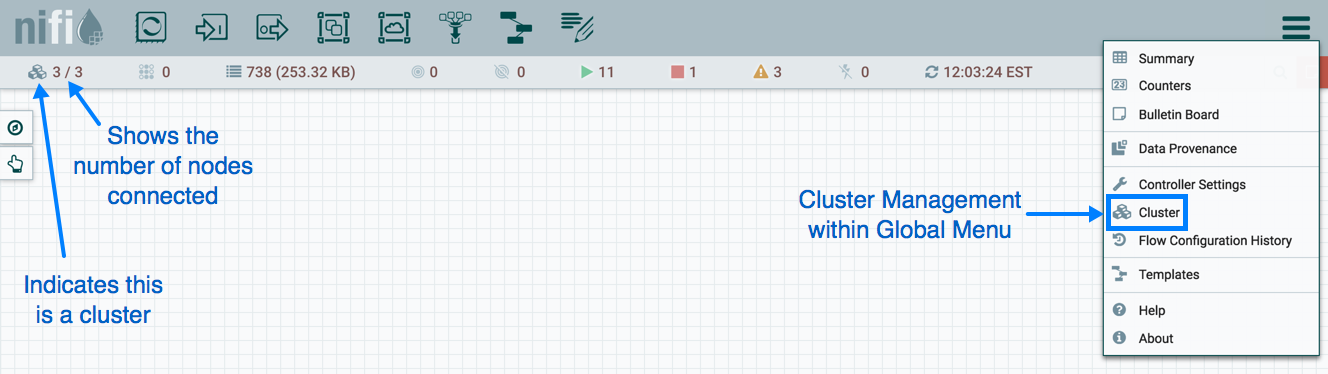 nifi
3 / 3
0
738 (253.32 KB)
0
0
11
1
3
0
12:03:24 EST
Summary
23
Counters
Bulletin Board
Data Provenance
Controller Settings
Cluster
Flow Configuration History
Templates
Help
About
Shows the
number of nodes
connected
Indicates this
is a cluster
Cluster Management
within Global Menu